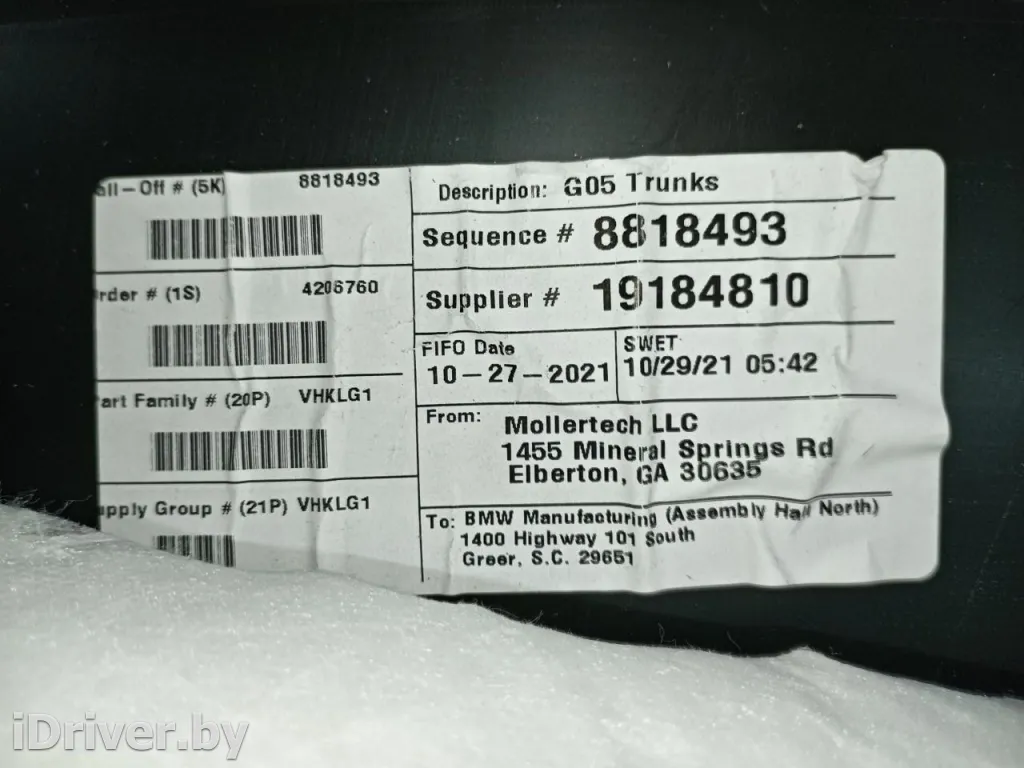 all-Off # (5K) 8818493
rder # (1S) 4206760
art Family # (20P) VHKLG1
upply Group # (21P) VHKLG1
Description: G05 Trunks
Sequence # 8818493
Supplier # 19184810
FIFO Date
10-27-2021
SWET
10/29/21 05:42
From: Mollertech LLC
1455 Mineral Springs Rd
Elberton, GA 30635
To: BMW Manufacturing (Assembly Hall North)
1400 Highway 101 South
Greer, S.C. 29651
iDriver.by